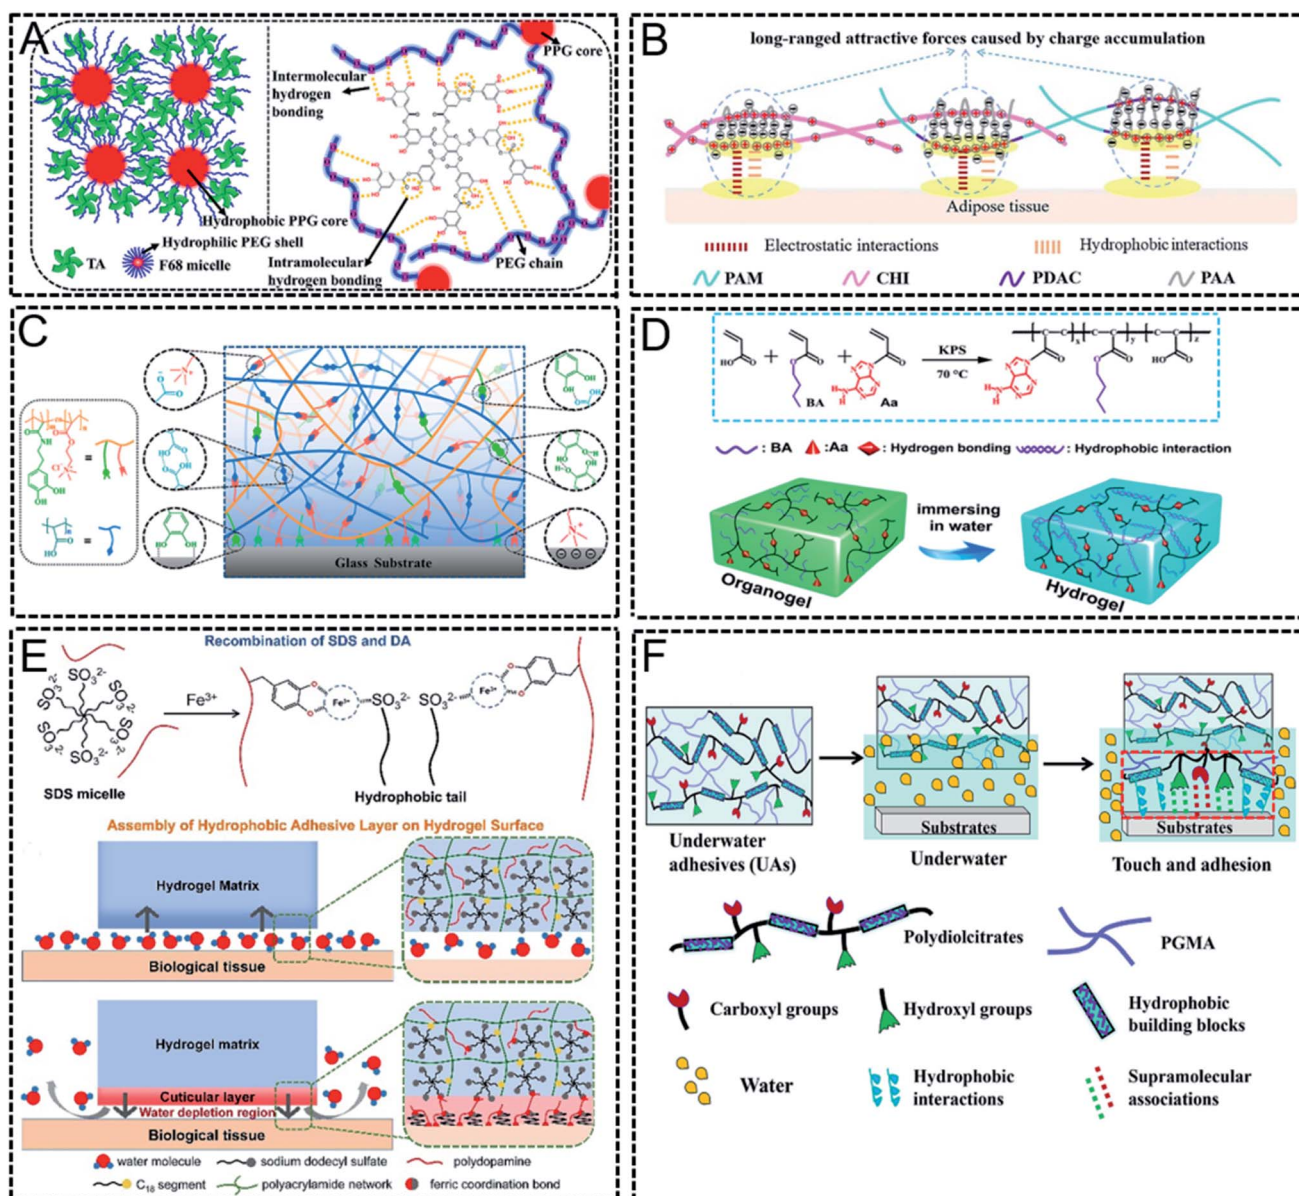 A
PPG core
Intermolecular
hydrogen
bonding
Hydrophobic PPG core
Hydrophilic PEG shell
TA
F68 micelle
Intramolecular
hydrogen bonding
PEG chain
B
long-ranged attractive forces caused by charge accumulation
Adipose tissue
Electrostatic interactions
Hydrophobic interactions
PAM
CHI
PDAC
PAA
C
Glass Substrate
D
KPS
70 °C
BA
Aa
: BA
:Aa
: Hydrogen bonding
: Hydrophobic interaction
immersing
in water
Organogel
Hydrogel
E
Recombination of SDS and DA
Fe³⁺
SDS micelle
Hydrophobic tail
Assembly of Hydrophobic Adhesive Layer on Hydrogel Surface
Hydrogel Matrix
Biological tissue
Hydrogel matrix
Cuticular layer
Water depletion region
Biological tissue
water molecule
sodium dodecyl sulfate
polydopamine
C₁₈ segment
polyacrylamide network
ferric coordination bond
F
Underwater
adhesives (UAs)
Substrates
Underwater
Substrates
Touch and adhesion
Polydiolcitrates
PGMA
Carboxyl groups
Hydroxyl groups
Hydrophobic
building blocks
Water
Hydrophobic
interactions
Supramolecular
associations